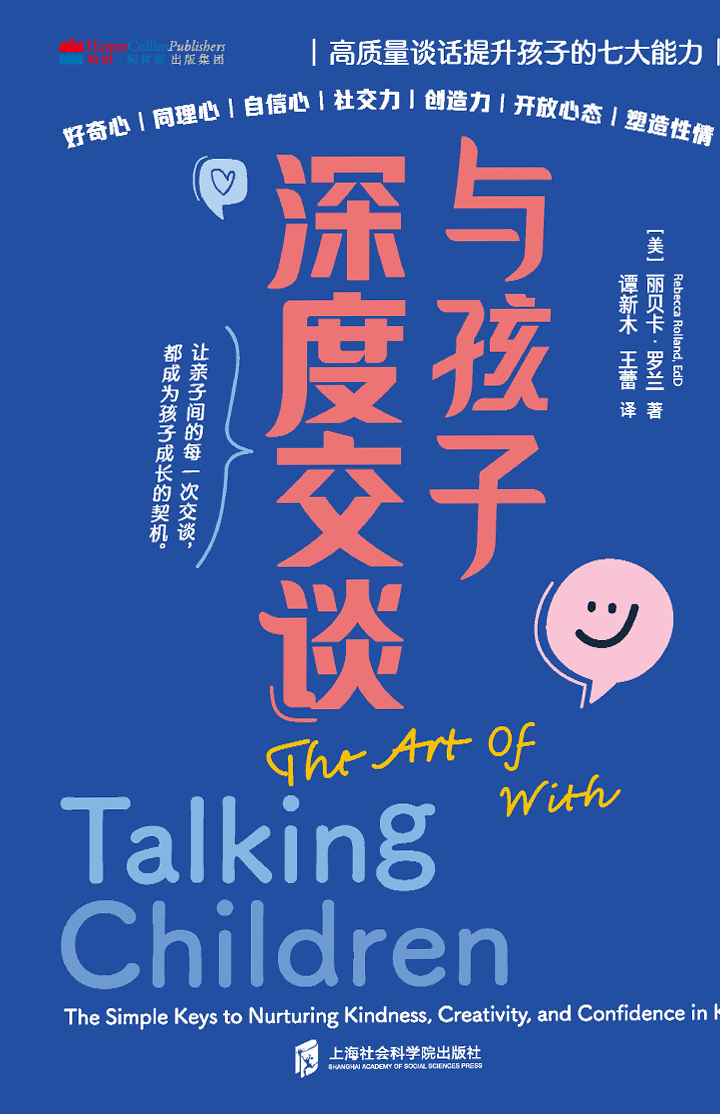 HarperCollinsPublishers
哈珀·柯林斯 出版集团
|高质量谈话提升孩子的七大能力|
好奇心|同理心|自信心|社交力|创造力|开放心态|塑造性情
与孩子
深度交谈
[美]丽贝卡·罗兰 著
Rebecca Rolland, EdD
谭新木 王蕾 译
让亲子间的每一次交谈,
都成为孩子成长的契机。
The Art Of
With
Talking
Children
The Simple Keys to Nurturing Kindness, Creativity, and Confidence in K
上海社会科学院出版社
SHANGHAI ACADEMY OF SOCIAL SCIENCES PRESS